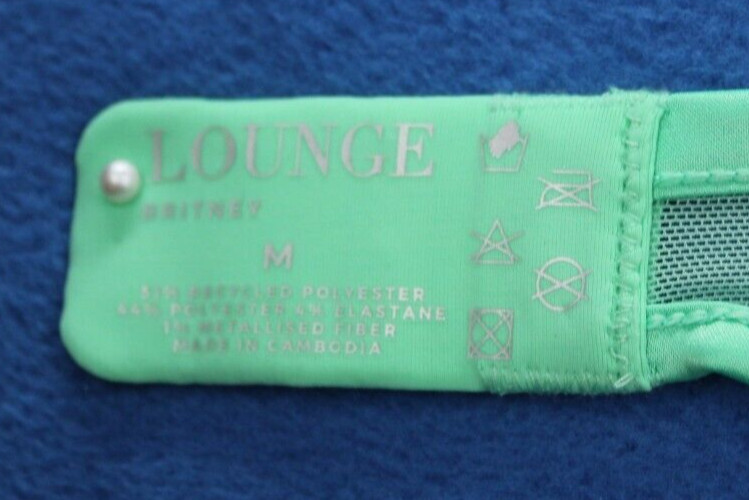 LOUNGE
BRITNEY
M
51% RECYCLED POLYESTER
44% POLYESTER 4% ELASTANE
1% METALLISED FIBER
MADE IN CAMBODIA